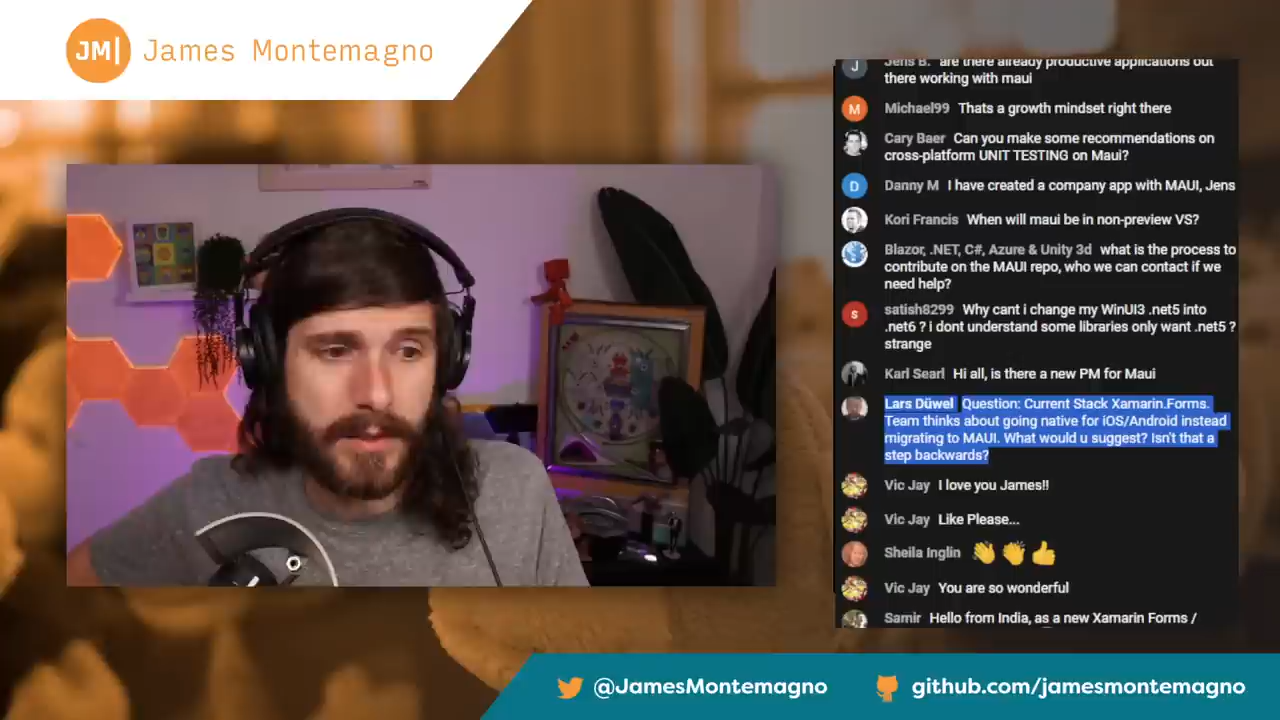 JM| James Montemagno
Jens B. are there already productive applications out
there working with maui
J
Michael99 Thats a growth mindset right there
M
Cary Baer Can you make some recommendations on
cross-platform UNIT TESTING on Maui?
Danny M I have created a company app with MAUI, Jens
D
Kori Francis When will maui be in non-preview VS?
Blazor, .NET, C#, Azure & Unity 3d what is the process to
contribute on the MAUI repo, who we can contact if we
need help?
satish8299 Why cant i change my WinUI3 .net5 into
.net6 ? i dont understand some libraries only want .net5 ?
strange
s
Karl Searl Hi all, is there a new PM for Maui
Lars Düwel Question: Current Stack Xamarin.Forms.
Team thinks about going native for iOS/Android instead
migrating to MAUI. What would u suggest? Isn't that a
step backwards?
Vic Jay I love you James!!
Vic Jay Like Please...
Sheila Inglin 👋 👋 👍
Vic Jay You are so wonderful
Samir Hello from India, as a new Xamarin Forms /
@JamesMontemagno
github.com/jamesmontemagno